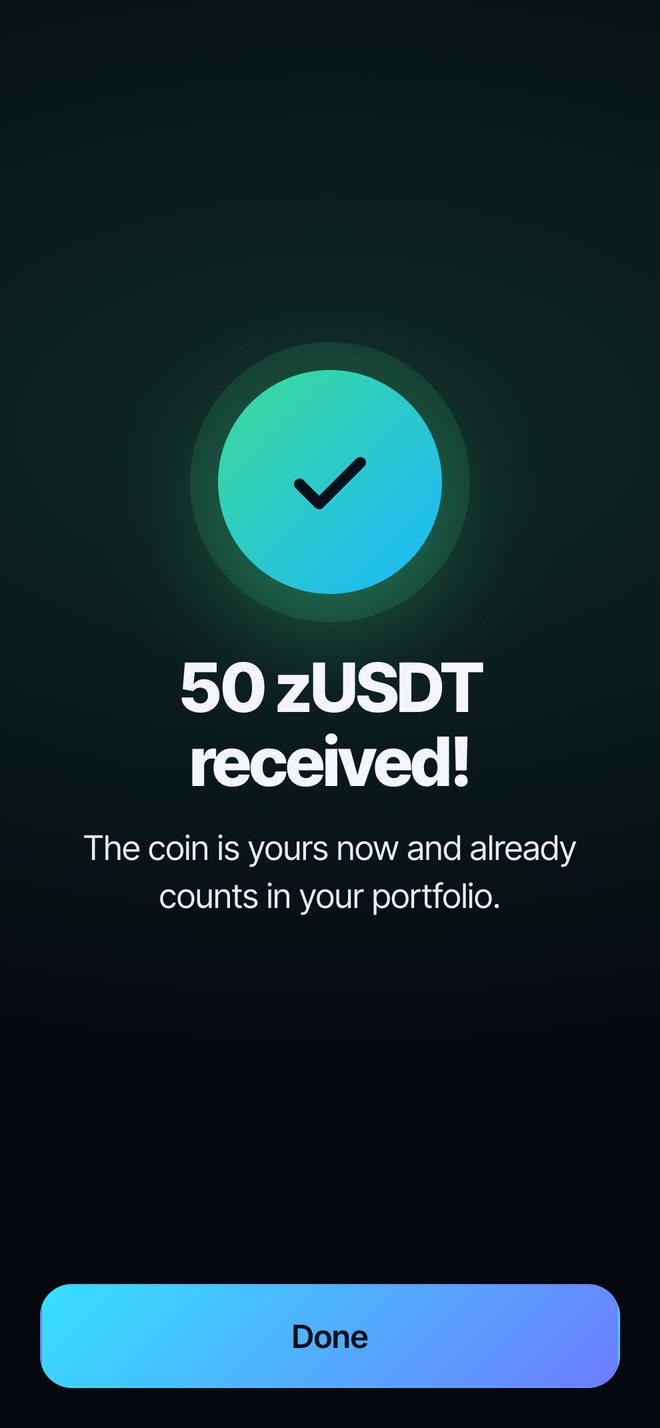 50 zUSDT
received!
The coin is yours now and already
counts in your portfolio.
Done